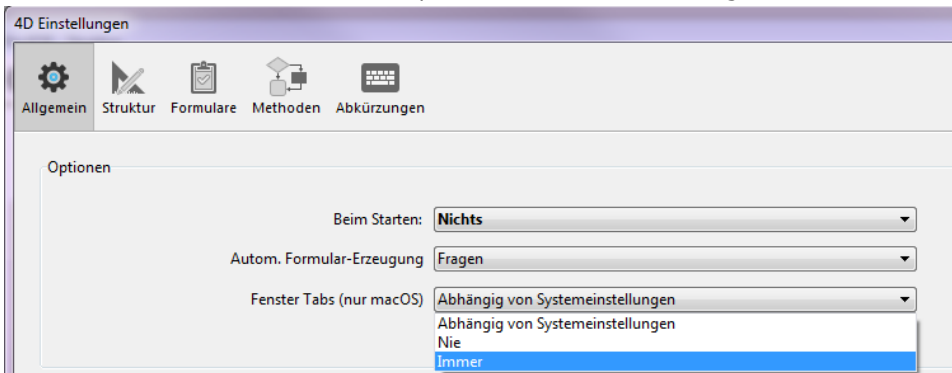 4D Einstellungen
Allgemein Struktur Formulare Methoden Abkürzungen
Optionen
Beim Starten: Nichts
Autom. Formular-Erzeugung Fragen
Fenster Tabs (nur macOS) Abhängig von Systemeinstellungen
Abhängig von Systemeinstellungen
Nie
Immer